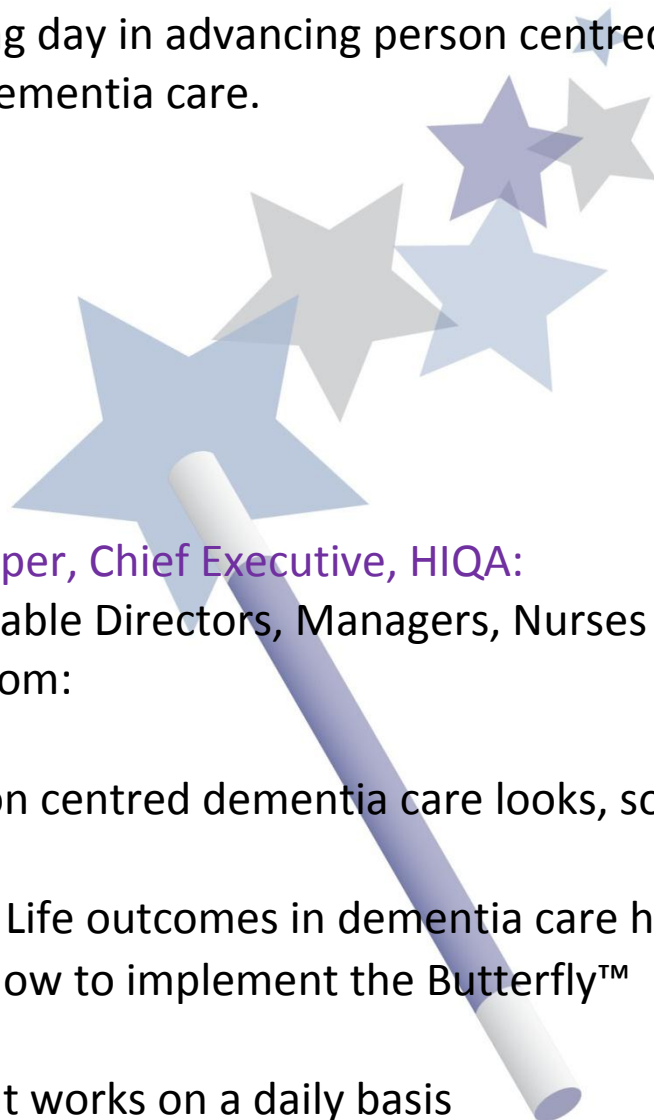 g day in advancing person centred
ementia care.
per, Chief Executive, HIQA:
able Directors, Managers, Nurses
om:
on centred dementia care looks, so
Life outcomes in dementia care h
ow to implement the Butterfly™
t works on a daily basis